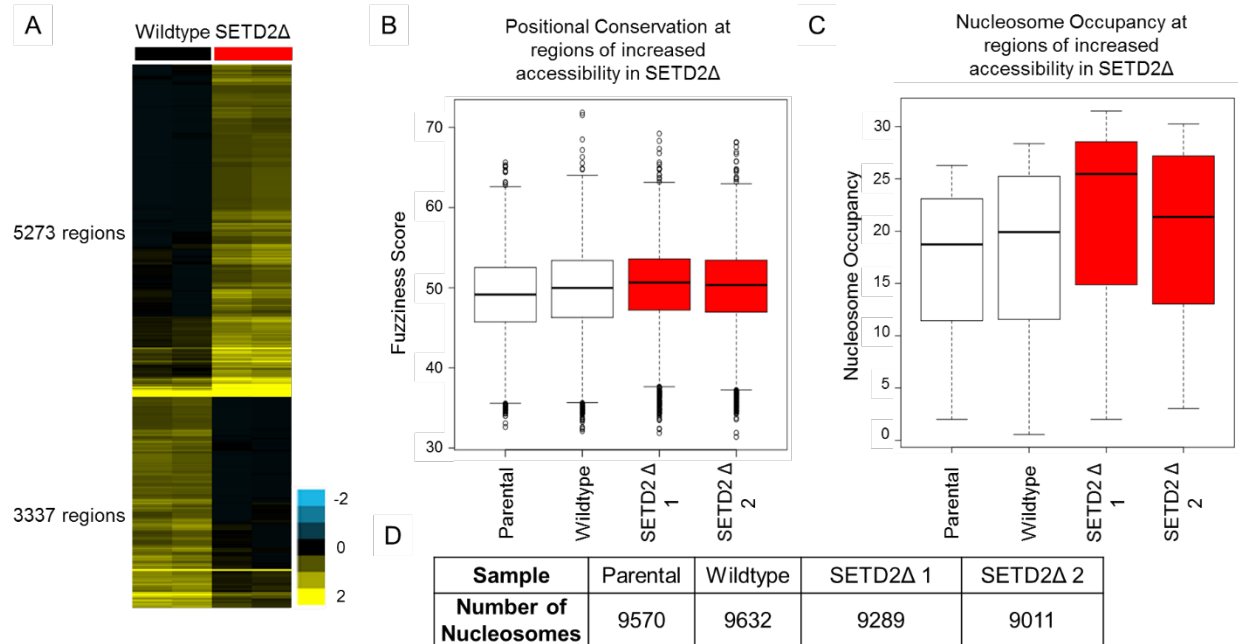 A
Wildtype SETD2Δ
5273 regions
3337 regions
-2
0
2
B
Positional Conservation at
regions of increased
accessibility in SETD2Δ
Fuzziness Score
70
60
50
40
30
Parental
Wildtype
SETD2Δ
1
SETD2Δ
2
C
Nucleosome Occupancy at
regions of increased
accessibility in SETD2Δ
Nucleosome Occupancy
30
25
20
15
10
5
0
Parental
Wildtype
SETD2Δ
1
SETD2Δ
2
D
Sample Parental Wildtype SETD2Δ 1 SETD2Δ 2
Number of
Nucleosomes 9570 9632 9289 9011